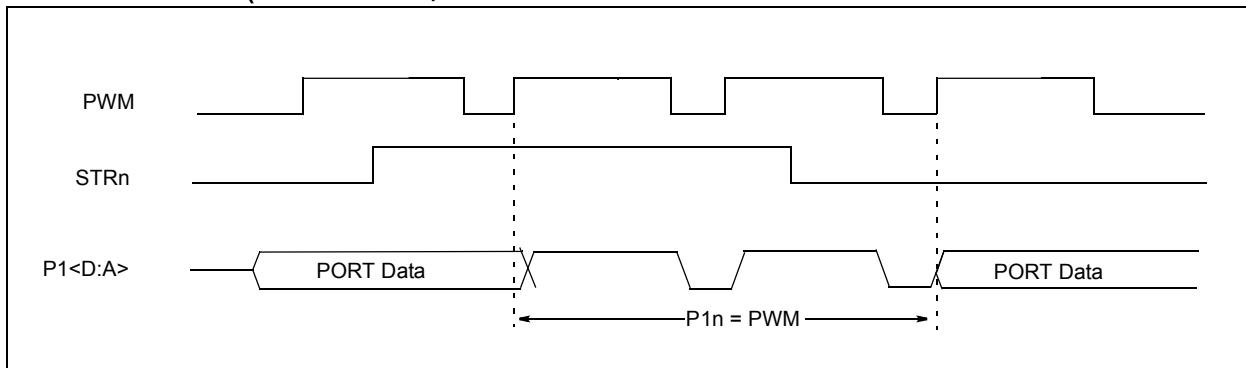 PWM
STRn
P1<D:A>
PORT Data
PORT Data
P1n = PWM